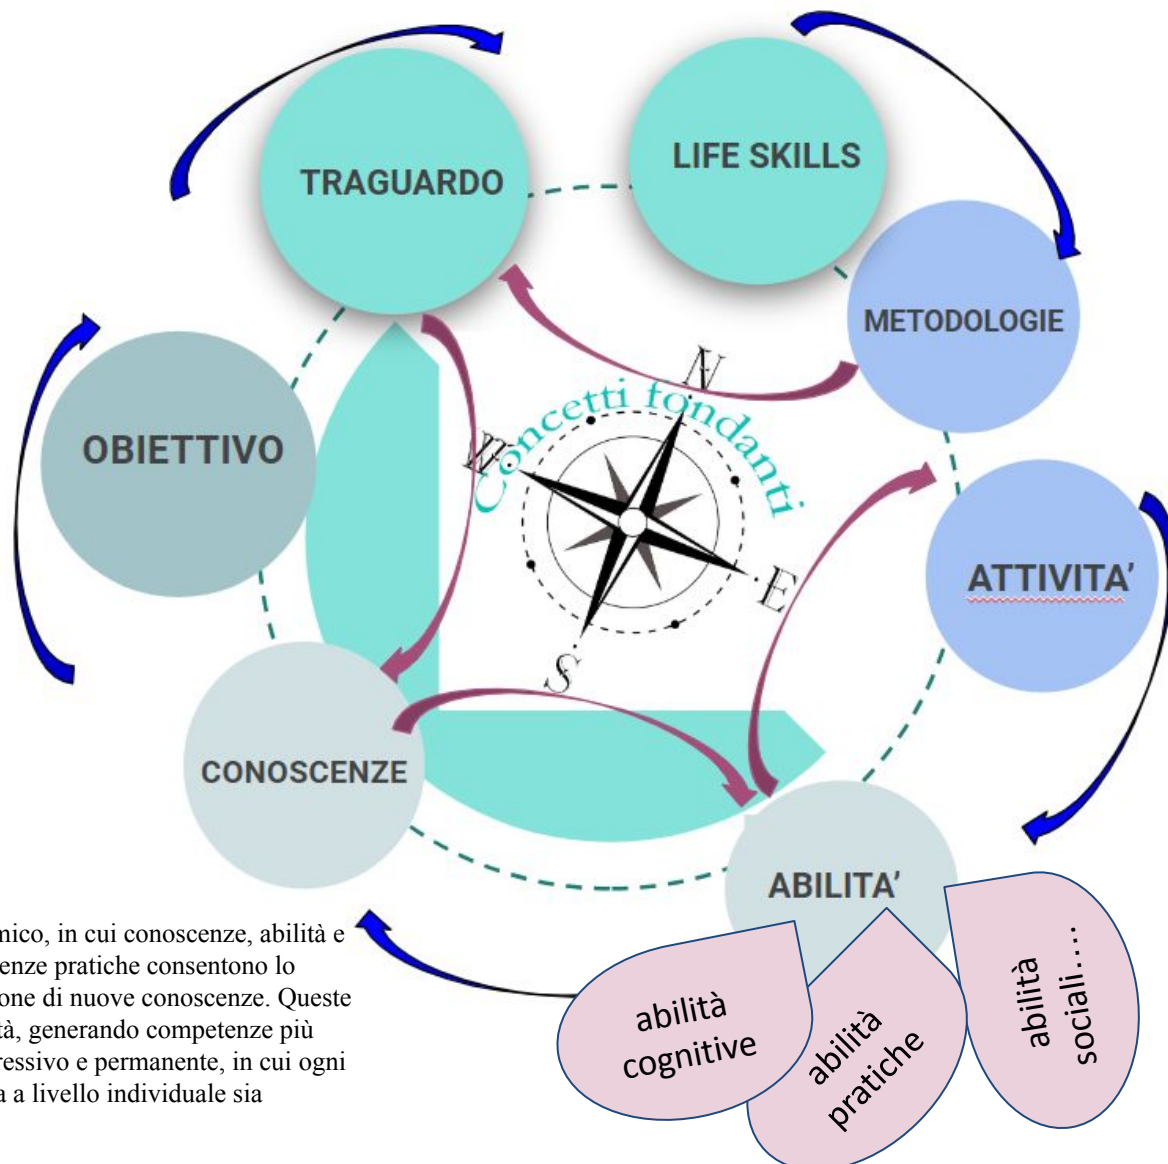 TRAGUARDO
LIFE SKILLS
METODOLOGIE
OBIETTIVO
Concetti fondanti
N
W
E
S
ATTIVITA’
CONOSCENZE
ABILITA’
abilità
cognitive
abilità
pratiche
abilità
sociali….
mico, in cui conoscenze, abilità e
enze pratiche consentono lo
one di nuove conoscenze. Queste
tà, generando competenze più
ressivo e permanente, in cui ogni
a a livello individuale sia